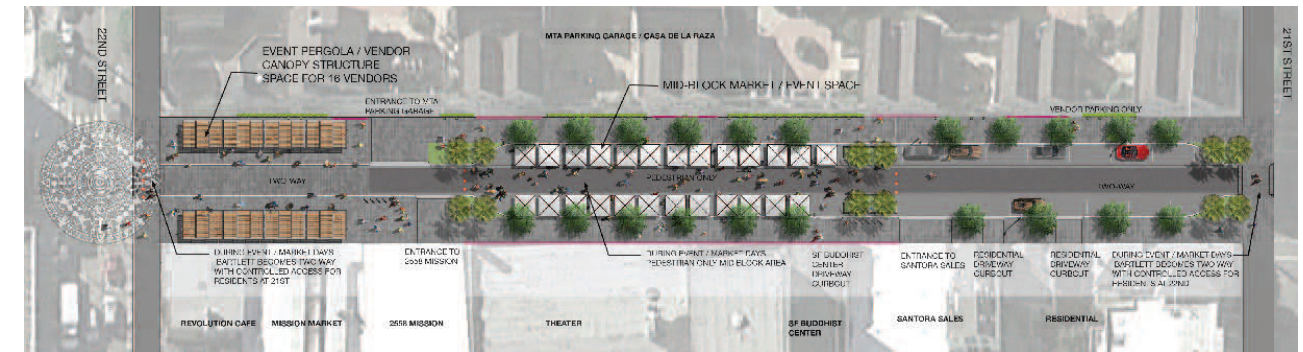 22ND STREET
EVENT PERGOLA / VENDOR
CANOPY STRUCTURE
SPACE FOR 16 VENDORS
MTA PARKING GARAGE / CASA DE LA RAZA
21ST STREET
MID-BLOCK MARKET / EVENT SPACE
ENTRANCE TO MTA
PARKING GARAGE
VENDOR PARKING ONLY
TWO-WAY
PEDESTRIAN ONLY
TWO-WAY
DURING EVENT / MARKET DAYS
BARTLETT BECOMES TWO WAY
WITH CONTROLLED ACCESS FOR
RESIDENTS AT 21ST
ENTRANCE TO
2558 MISSION
DURING EVENT / MARKET DAYS
PEDESTRIAN ONLY MID BLOCK AREA
SF BUDDHIST
CENTER
DRIVEWAY
CURBCUT
ENTRANCE TO
SANTORA SALES
RESIDENTIAL
DRIVEWAY
CURBCUT
RESIDENTIAL
DRIVEWAY
CURBCUT
DURING EVENT / MARKET DAYS
BARTLETT BECOMES TWO WAY
WITH CONTROLLED ACCESS FOR
RESIDENTS AT 22ND
REVOLUTION CAFE
MISSION MARKET
2558 MISSION
THEATER
SF BUDDHIST
CENTER
SANTORA SALES
RESIDENTIAL